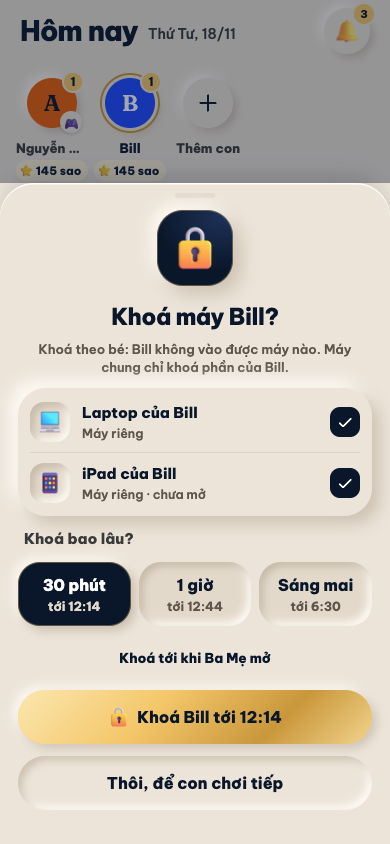 Hôm nay Thứ Tư, 18/11
3
A
1
B
1
Nguyễn ...
Bill
Thêm con
145 sao
145 sao
Khoá máy Bill?
Khoá theo bé: Bill không vào được máy nào. Máy
chung chỉ khoá phần của Bill.
Laptop của Bill
Máy riêng
iPad của Bill
Máy riêng · chưa mở
Khoá bao lâu?
30 phút
tới 12:14
1 giờ
tới 12:44
Sáng mai
tới 6:30
Khoá tới khi Ba Mẹ mở
Khoá Bill tới 12:14
Thôi, để con chơi tiếp